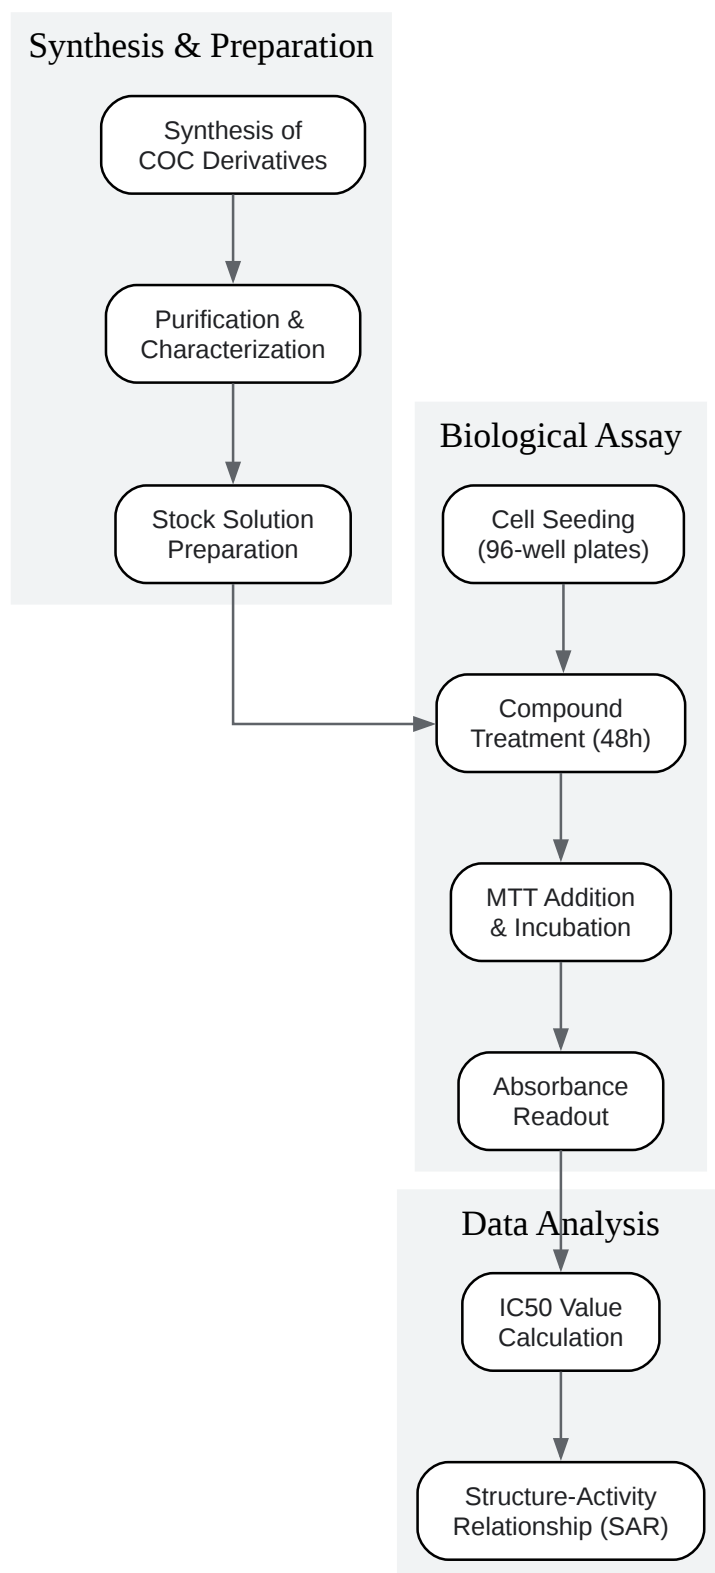 Synthesis & Preparation
Synthesis of
COC Derivatives
Purification &
Characterization
Stock Solution
Preparation
Biological Assay
Cell Seeding
(96-well plates)
Compound
Treatment (48h)
MTT Addition
& Incubation
Absorbance
Readout
Data Analysis
IC50 Value
Calculation
Structure-Activity
Relationship (SAR)